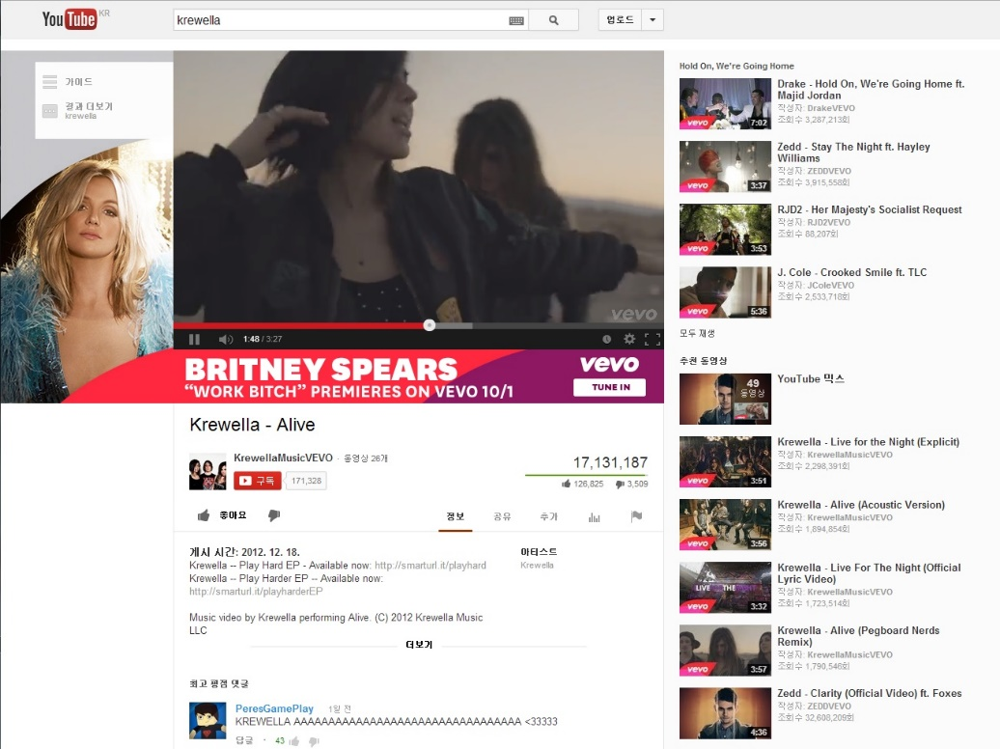 YouTube KR
krewella
업로드
가이드
결과 더보기
krewella
vevo
1:48 / 3:27
BRITNEY SPEARS
“WORK BITCH” PREMIERES ON VEVO 10/1
vevo
TUNE IN
Krewella - Alive
KrewellaMusicVEVO · 동영상 26개
구독 171,328
17,131,187
126,825 3,509
좋아요
정보 공유 추가
게시 시간: 2012. 12. 18.
Krewella -- Play Hard EP - Available now: http://smarturl.it/playhard
Krewella -- Play Harder EP -- Available now:
http://smarturl.it/playharderEP
Music video by Krewella performing Alive. (C) 2012 Krewella Music
LLC
아티스트
Krewella
더보기
최고 평점 댓글
PeresGamePlay 1일 전
KREWELLA AAAAAAAAAAAAAAAAAAAAAAAAAAAAAAAAA <33333
답글 · 43
Hold On, We're Going Home
vevo 7:02
Drake - Hold On, We're Going Home ft.
Majid Jordan
작성자: DrakeVEVO
조회수 3,287,213회
vevo 3:37
Zedd - Stay The Night ft. Hayley
Williams
작성자: ZEDDVEVO
조회수 3,915,558회
vevo 3:53
RJD2 - Her Majesty's Socialist Request
작성자: RJD2VEVO
조회수 88,207회
vevo 5:36
J. Cole - Crooked Smile ft. TLC
작성자: JColeVEVO
조회수 2,533,718회
모두 재생
추천 동영상
49
동영상
YouTube 믹스
vevo 3:51
Krewella - Live for the Night (Explicit)
작성자: KrewellaMusicVEVO
조회수 2,298,391회
vevo 3:56
Krewella - Alive (Acoustic Version)
작성자: KrewellaMusicVEVO
조회수 1,894,854회
LIVE FOR THE NIGHT
vevo 3:32
Krewella - Live For The Night (Official
Lyric Video)
작성자: KrewellaMusicVEVO
조회수 1,723,514회
vevo 3:57
Krewella - Alive (Pegboard Nerds
Remix)
작성자: KrewellaMusicVEVO
조회수 1,790,546회
4:36
Zedd - Clarity (Official Video) ft. Foxes
작성자: ZEDDVEVO
조회수 32,608,209회